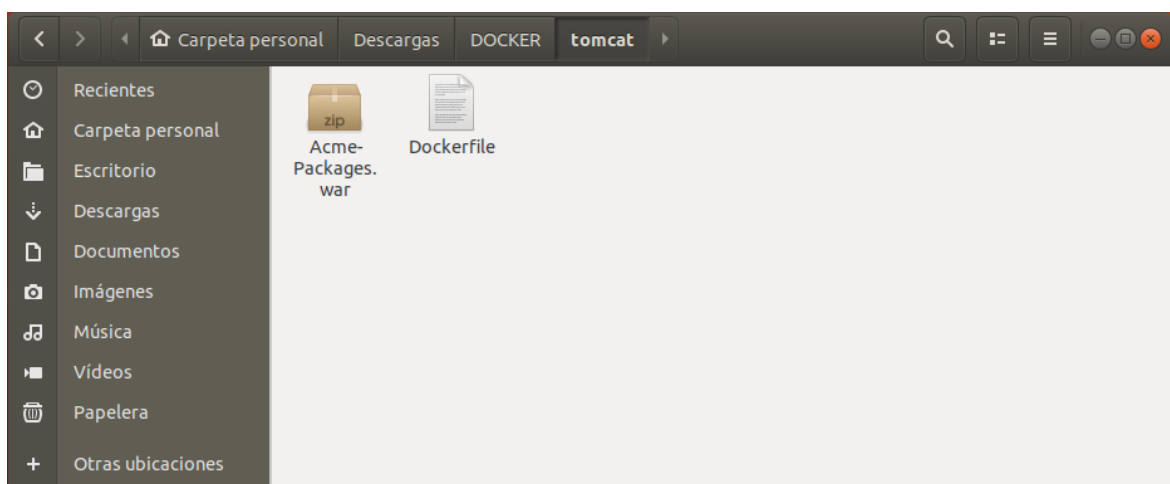 Carpeta personal Descargas DOCKER tomcat
Recientes
Carpeta personal
Escritorio
Descargas
Documentos
Imágenes
Música
Vídeos
Papelera
Otras ubicaciones
zip
Acme-
Packages.
war
Dockerfile